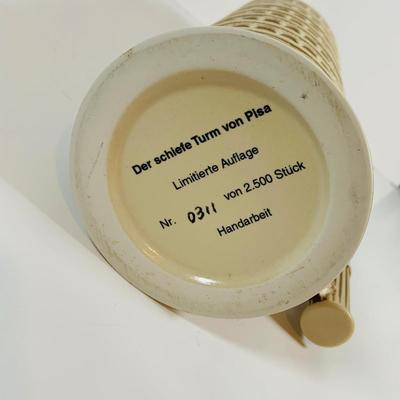 Der schiefe Turm von Pisa
Limitierte Auflage
Nr. 0311 von 2.500 Stück
Handarbeit